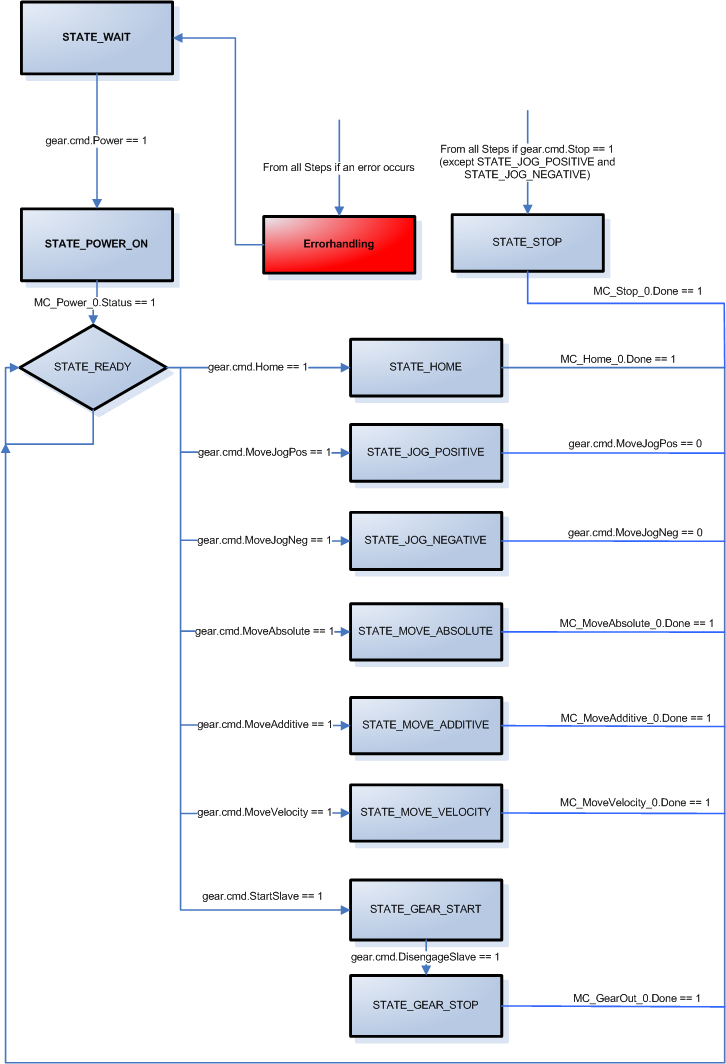 STATE_WAIT
gear.cmd.Power == 1
From all Steps if an error occurs
From all Steps if gear.cmd.Stop == 1
(except STATE_JOG_POSITIVE and
STATE_JOG_NEGATIVE)
STATE_POWER_ON
Errorhandling
STATE_STOP
MC_Power_0.Status == 1
MC_Stop_0.Done == 1
STATE_READY
gear.cmd.Home == 1
STATE_HOME
MC_Home_0.Done == 1
gear.cmd.MoveJogPos == 1
STATE_JOG_POSITIVE
gear.cmd.MoveJogPos == 0
gear.cmd.MoveJogNeg == 1
STATE_JOG_NEGATIVE
gear.cmd.MoveJogNeg == 0
gear.cmd.MoveAbsolute == 1
STATE_MOVE_ABSOLUTE
MC_MoveAbsolute_0.Done == 1
gear.cmd.MoveAdditive == 1
STATE_MOVE_ADDITIVE
MC_MoveAdditive_0.Done == 1
gear.cmd.MoveVelocity == 1
STATE_MOVE_VELOCITY
MC_MoveVelocity_0.Done == 1
gear.cmd.StartSlave == 1
STATE_GEAR_START
gear.cmd.DisengageSlave == 1
STATE_GEAR_STOP
MC_GearOut_0.Done == 1